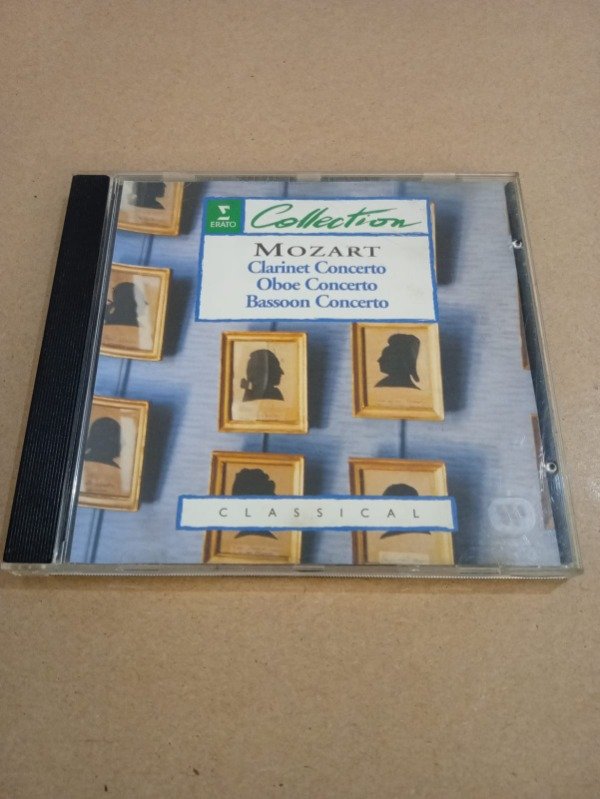 ERATO
Collection
MOZART
Clarinet Concerto
Oboe Concerto
Bassoon Concerto
CLASSICAL